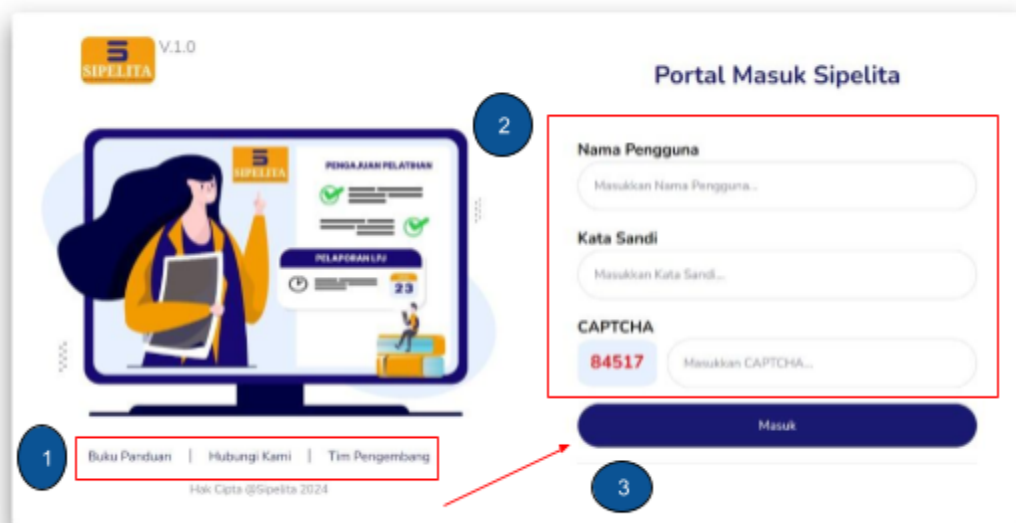 SIPELITA
V.1.0
SIPELITA
PENGAJUAN PELATIHAN
PELAPORAN LPJ
23
1
Buku Panduan | Hubungi Kami | Tim Pengembang
Hak Cipta @Sipelita 2024
Portal Masuk Sipelita
2
Nama Pengguna
Masukkan Nama Pengguna...
Kata Sandi
Masukkan Kata Sandi...
CAPTCHA
84517
Masukkan CAPTCHA...
Masuk
3